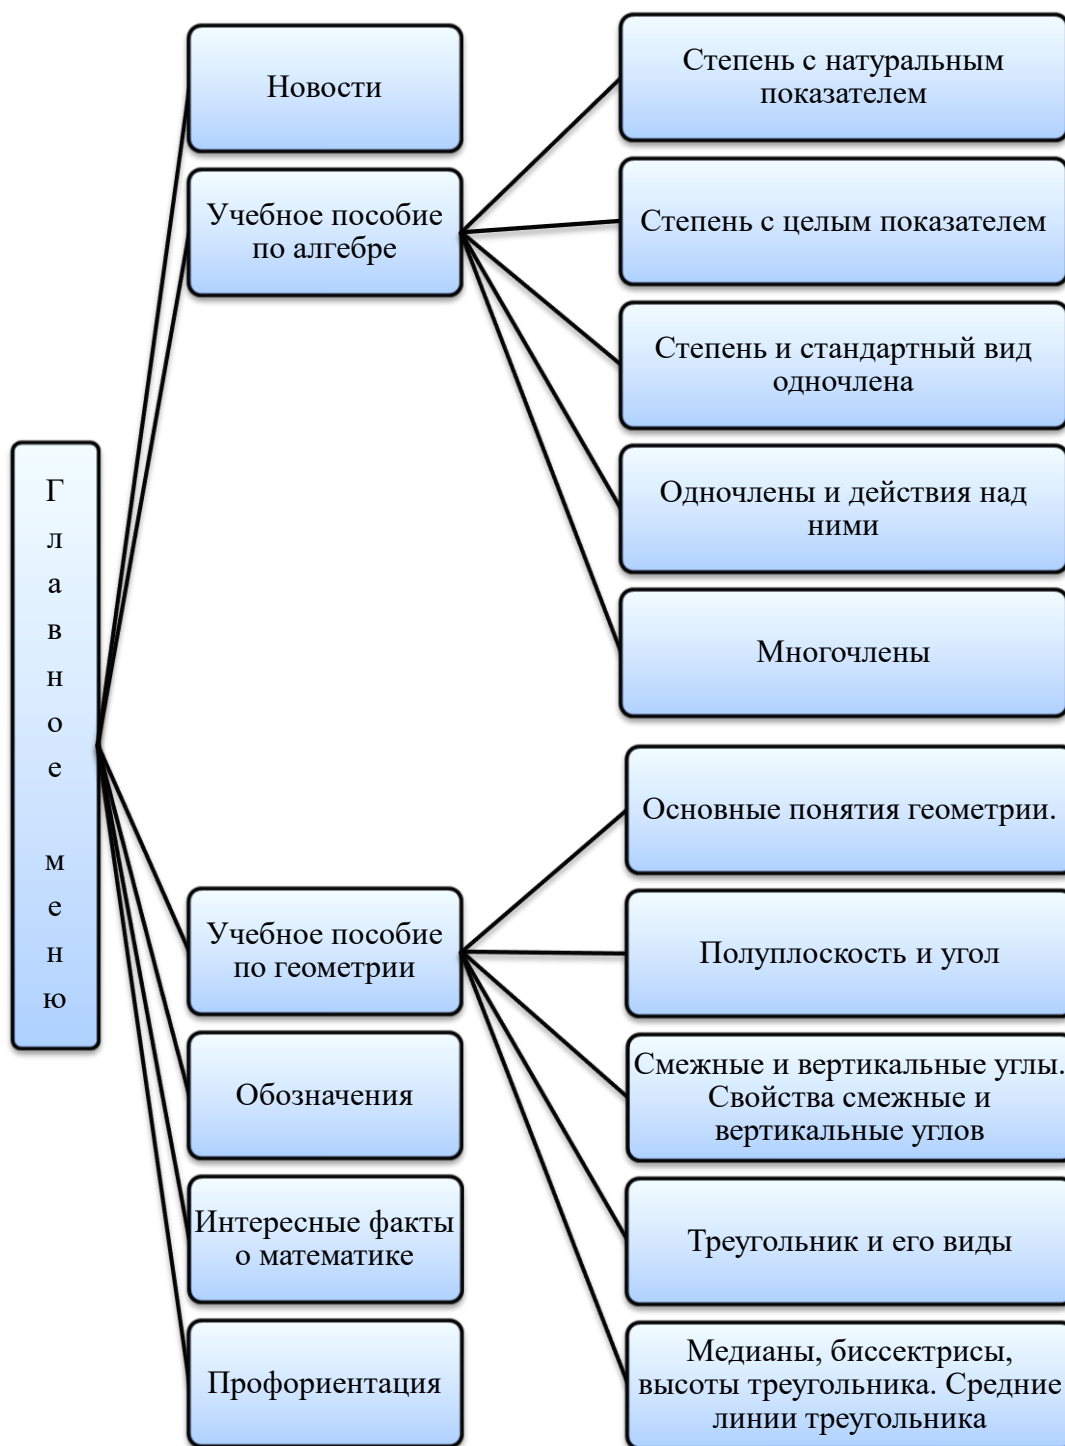 Главное меню
Новости
Учебное пособие
по алгебре
Степень с натуральным
показателем
Степень с целым показателем
Степень и стандартный вид
одночлена
Одночлены и действия над
ними
Многочлены
Учебное пособие
по геометрии
Основные понятия геометрии.
Полуплоскость и угол
Смежные и вертикальные углы.
Свойства смежные и
вертикальные углов
Треугольник и его виды
Медианы, биссектрисы,
высоты треугольника. Средние
линии треугольника
Обозначения
Интересные факты
о математике
Профориентация